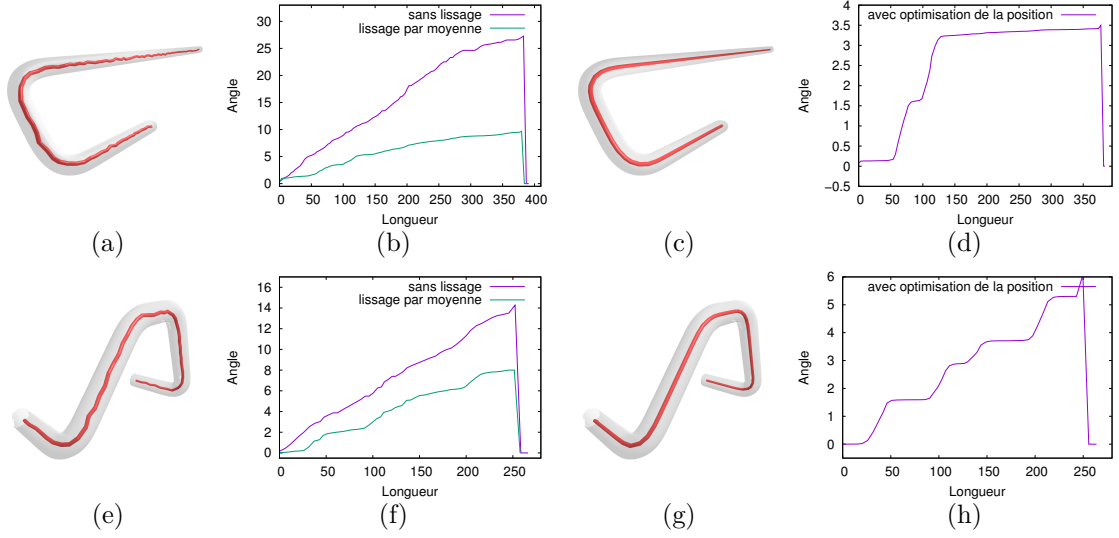 sans lissage
lissage par moyenne
Angle
30
25
20
15
10
5
0
0 50 100 150 200 250 300 350 400
Longueur
avec optimisation de la position
Angle
4
3.5
3
2.5
2
1.5
1
0.5
0
−0.5
0 50 100 150 200 250 300 350
Longueur
(a) (b) (c) (d)
sans lissage
lissage par moyenne
Angle
16
14
12
10
8
6
4
2
0
0 50 100 150 200 250
Longueur
avec optimisation de la position
Angle
6
5
4
3
2
1
0
0 50 100 150 200 250
Longueur
(e) (f) (g) (h)